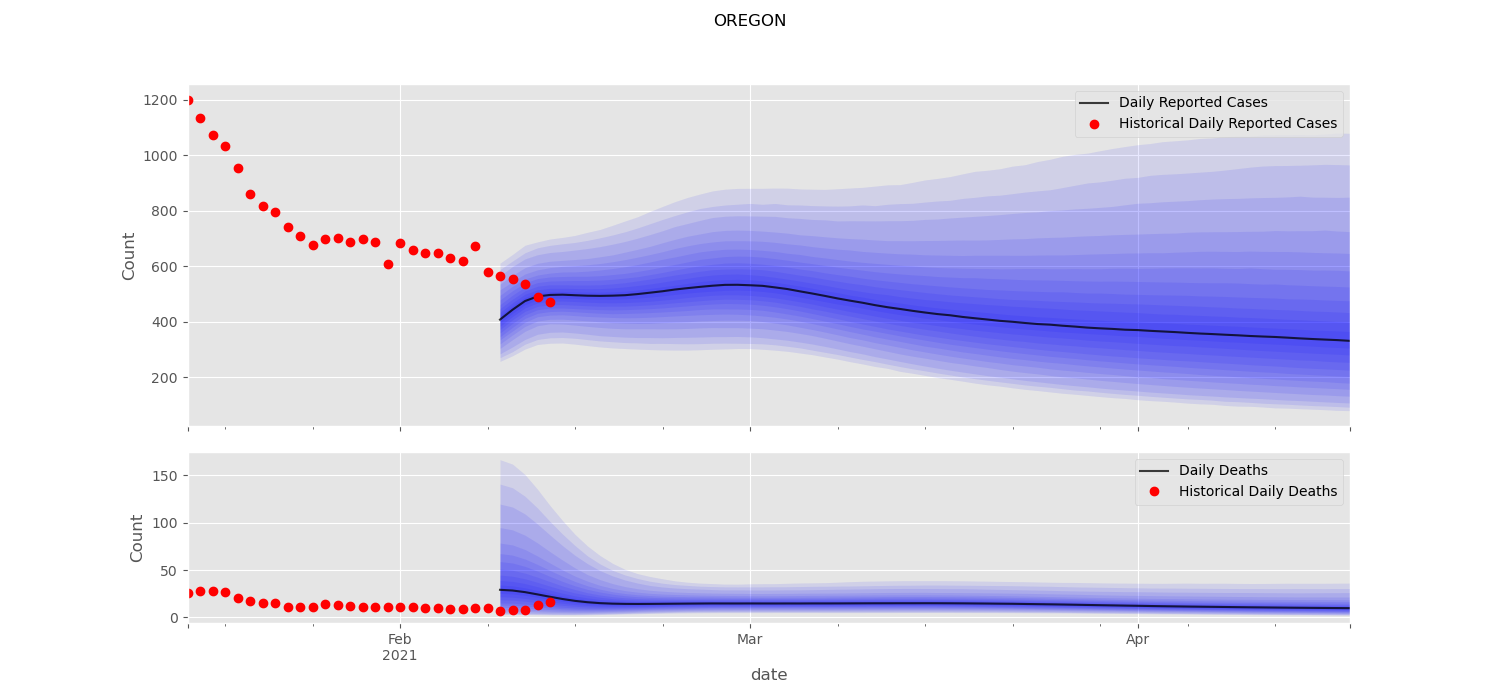 OREGON
1200
1000
800
600
400
200
Count
Daily Reported Cases
Historical Daily Reported Cases
150
100
50
0
Count
Daily Deaths
Historical Daily Deaths
Feb
2021
Mar
Apr
date